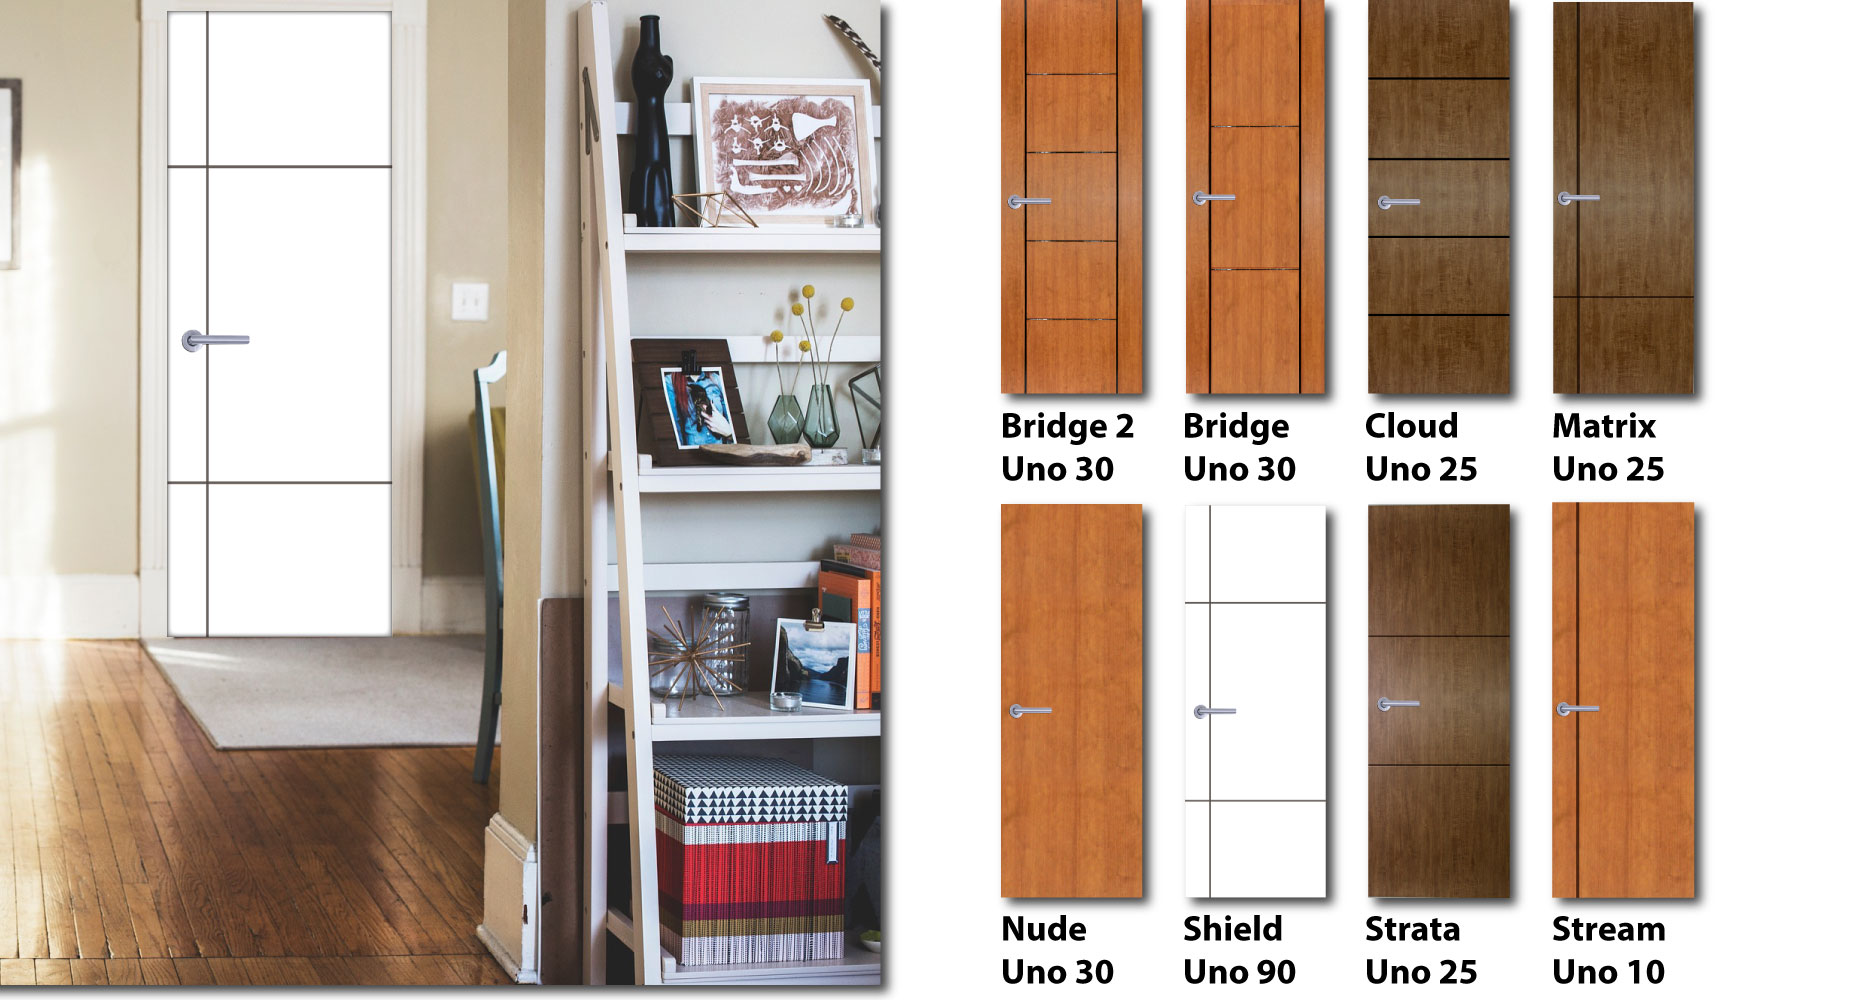 Bridge 2
Uno 30
Bridge
Uno 30
Cloud
Uno 25
Matrix
Uno 25
Nude
Uno 30
Shield
Uno 90
Strata
Uno 25
Stream
Uno 10